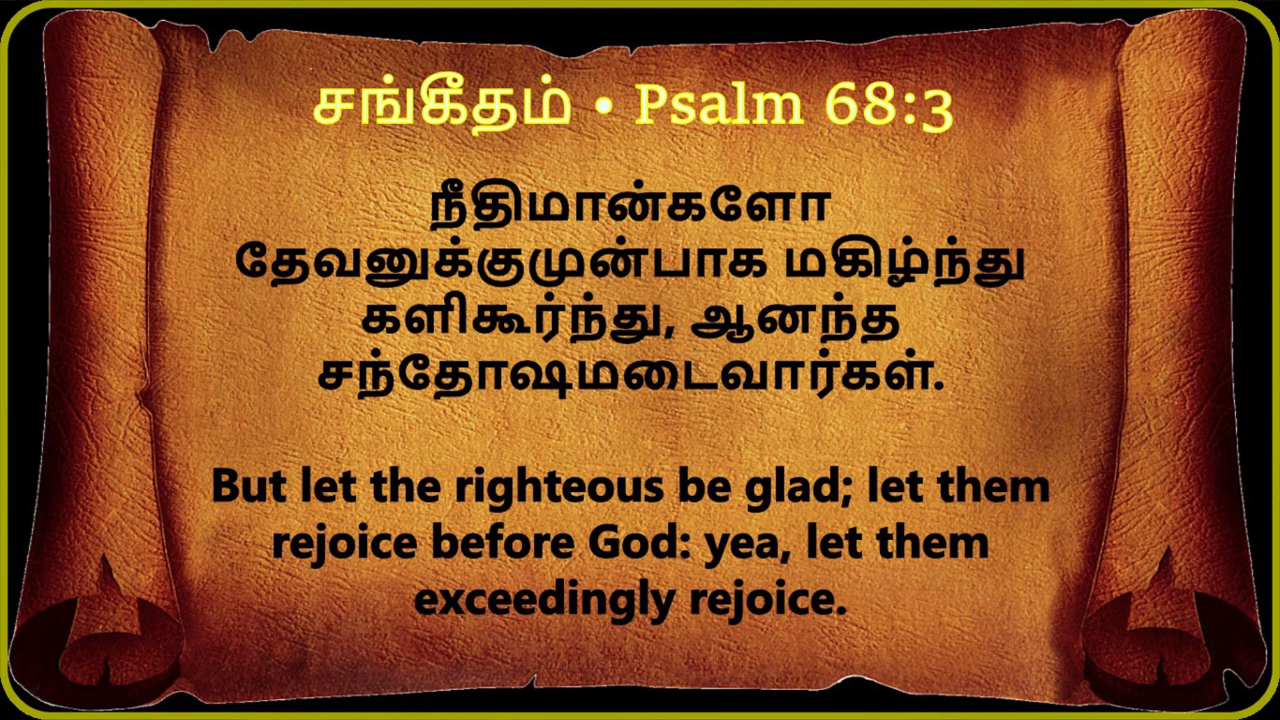 சங்கீதம் • Psalm 68:3
நீதிமான்களோ
தேவனுக்குமுன்பாக மகிழ்ந்து
களிகூர்ந்து, ஆனந்த
சந்தோஷமடைவார்கள்.
But let the righteous be glad; let them
rejoice before God: yea, let them
exceedingly rejoice.